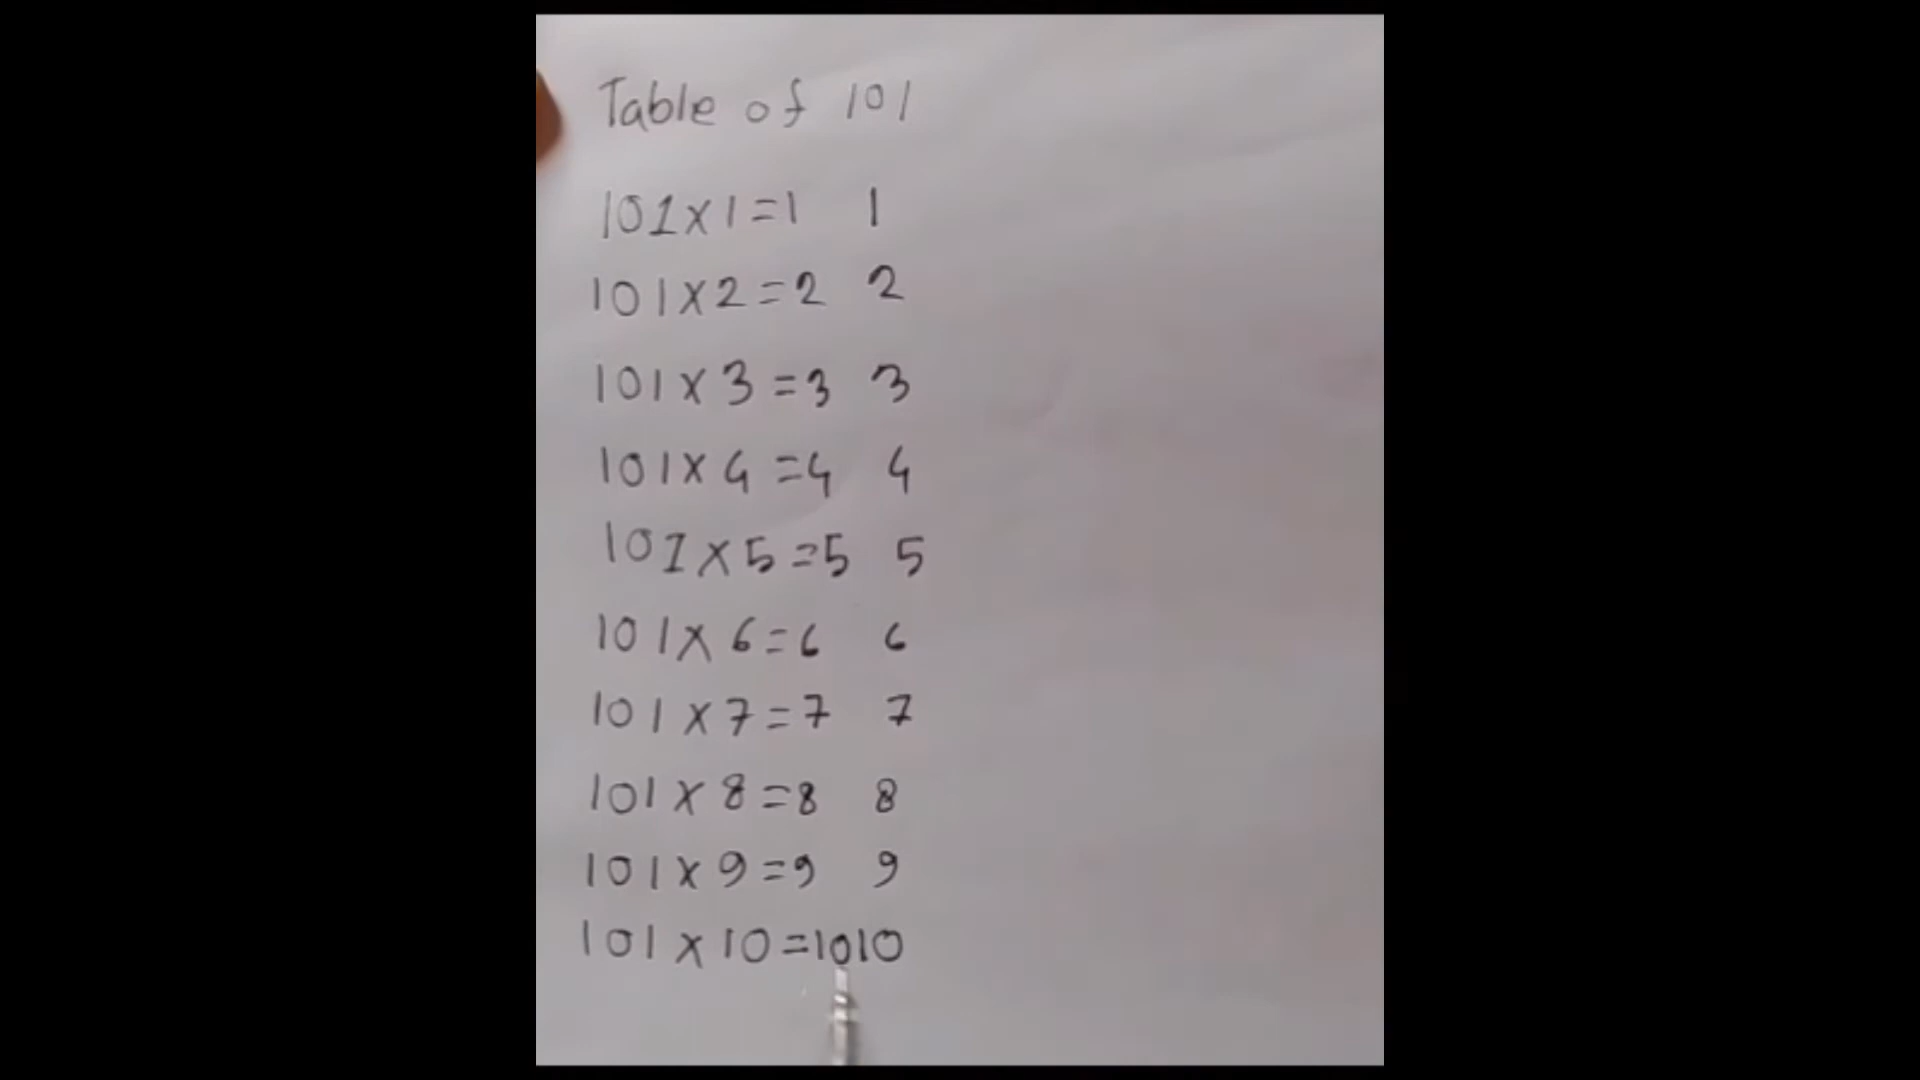 Table of 101
101x1=1 1
101x2=2 2
101x3=3 3
101x4=4 4
101x5=5 5
101x6=6 6
101x7=7 7
101x8=8 8
101x9=9 9
101x10=1010